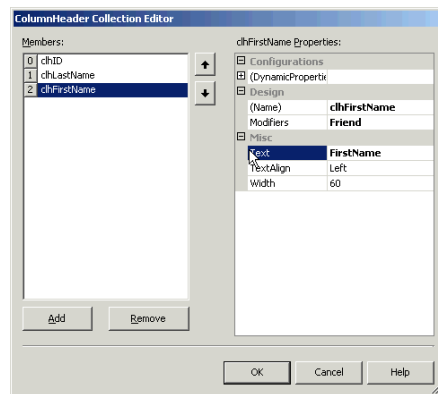 ColumnHeader Collection Editor
Members:
clhFirstName Properties:
0 clhID
1 clhLastName
2 clhFirstName
Configurations
(DynamicPropertie
Design
(Name) clhFirstName
Modifiers Friend
Misc
Text FirstName
TextAlign Left
Width 60
Add Remove
OK Cancel Help